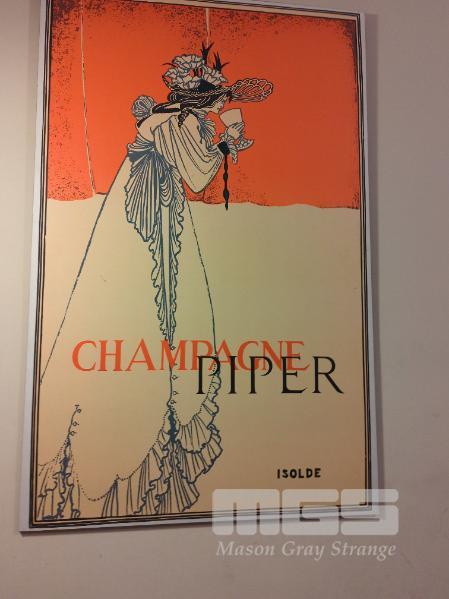 CHAMPAGNE
PIPER
ISOLDE
MGS
Mason Gray Strange